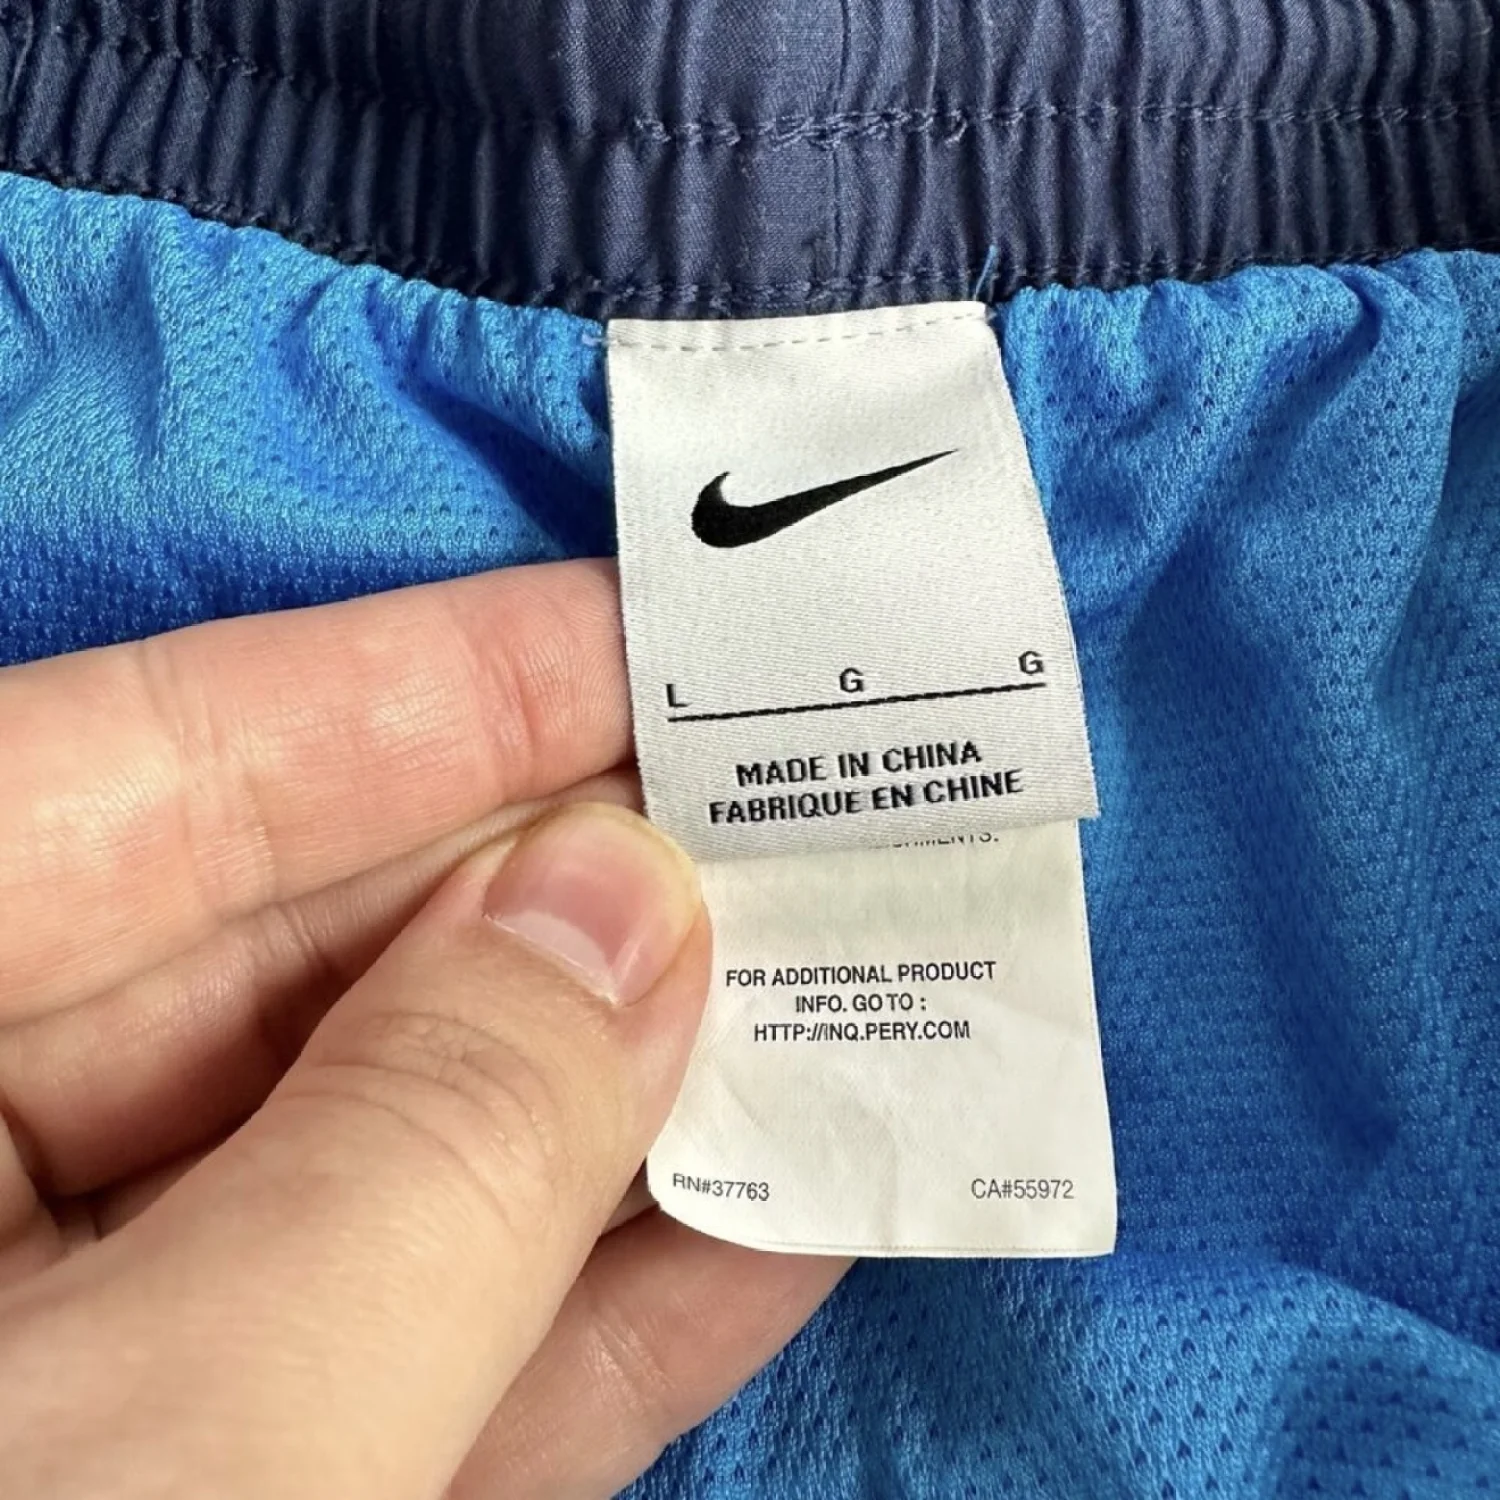 L G G
MADE IN CHINA
FABRIQUE EN CHINE
FOR ADDITIONAL PRODUCT
INFO. GO TO :
HTTP://INQ.PERY.COM
RN#37763 CA#55972